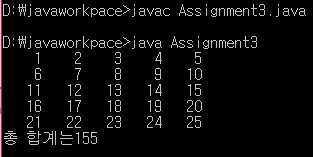 D:\javaworkpace>javac Assignment3.java
D:\javaworkpace>java Assignment3
1 2 3 4 5
6 7 8 9 10
11 12 13 14 15
16 17 18 19 20
21 22 23 24 25
총 합계는155